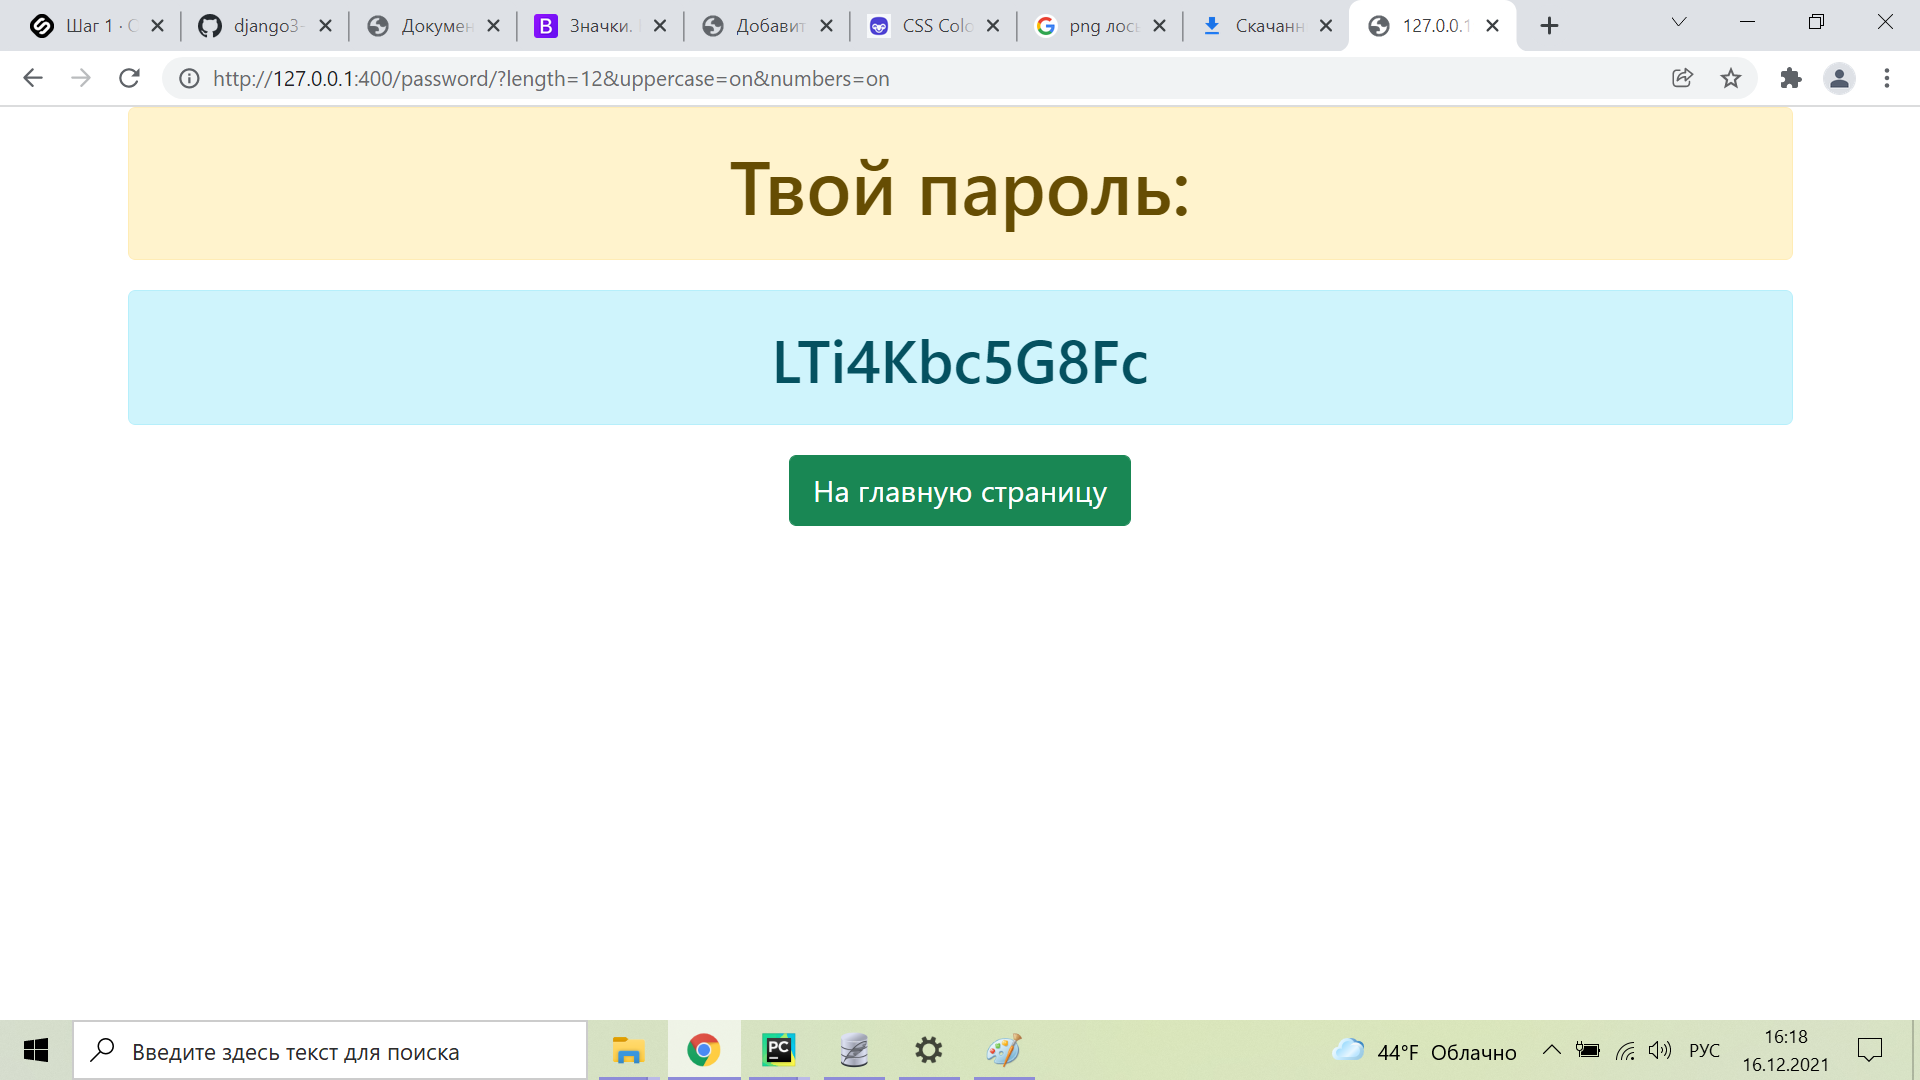 Шаг 1 · С
django3-
Докумен
Значки.
Добавит
CSS Colo
png лось
Скачанн
127.0.0.1
http://127.0.0.1:400/password/?length=12&uppercase=on&numbers=on
Твой пароль:
LTi4Kbc5G8Fc
На главную страницу
Введите здесь текст для поиска
44°F Облачно
РУС
16:18
16.12.2021